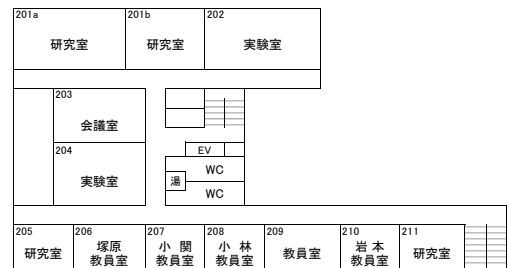 201a
201b
202
研究室
研究室
実験室
203
会議室
204
実験室
EV
WC
湯
WC
205
206
207
208
209
210
211
研究室
塚原
教員室
小 関
教員室
小 林
教員室
教員室
岩 本
教員室
研究室